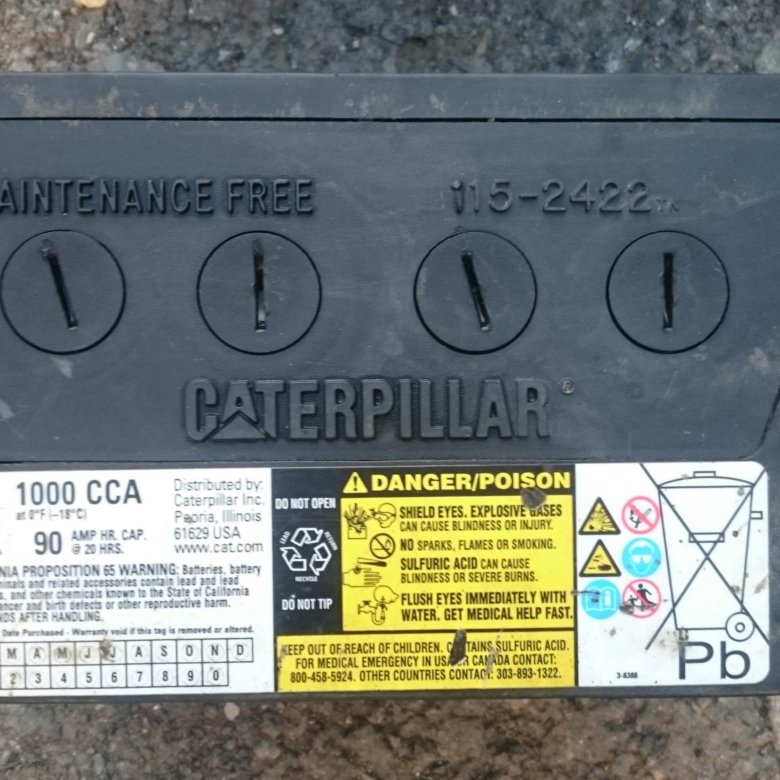 AINTENANCE FREE
115-2422
CATERPILLAR®
1000 CCA
at 0°F (-18°C)
90 AMP HR. CAP.
@ 20 HRS.
Distributed by:
Caterpillar Inc.
Peoria, Illinois
61629 USA
www.cat.com
NIA PROPOSITION 65 WARNING: Batteries, battery
minals and related accessories contain lead and lead
s, and other chemicals known to the State of California
ancer and birth defects or other reproductive harm.
NDS AFTER HANDLING.
Date Purchased - Warranty void if this tag is removed or altered.
M A M J J A S O N D
2 3 4 5 6 7 8 9 0
DO NOT OPEN
LEAD
RETURN
RECYCLE
DO NOT TIP
DANGER/POISON
SHIELD EYES. EXPLOSIVE GASES
CAN CAUSE BLINDNESS OR INJURY.
NO SPARKS, FLAMES OR SMOKING.
SULFURIC ACID CAN CAUSE
BLINDNESS OR SEVERE BURNS.
FLUSH EYES IMMEDIATELY WITH
WATER. GET MEDICAL HELP FAST.
KEEP OUT OF REACH OF CHILDREN. CONTAINS SULFURIC ACID.
FOR MEDICAL EMERGENCY IN USA OR CANADA CONTACT:
800-458-5924. OTHER COUNTRIES CONTACT: 303-893-1322.
3-8388
Pb